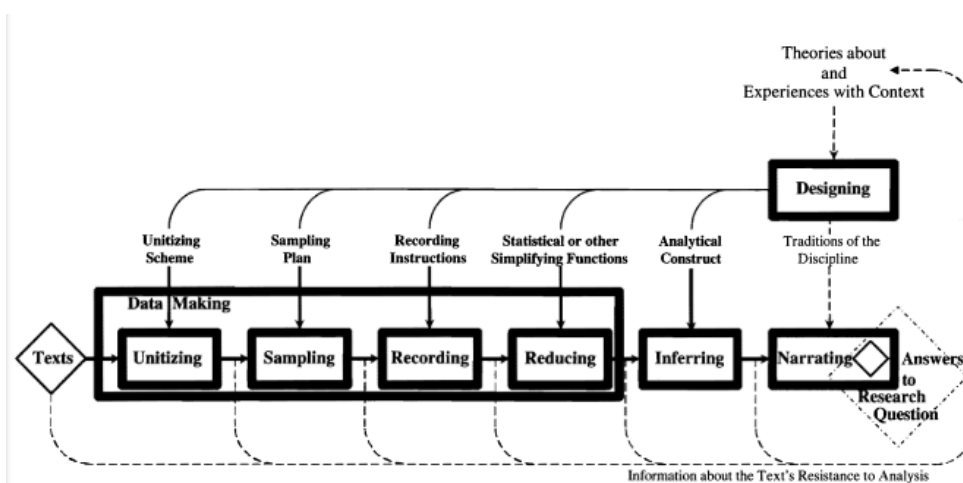 Theories about
and
Experiences with Context
Designing
Unitizing
Scheme
Sampling
Plan
Recording
Instructions
Statistical or other
Simplifying Functions
Analytical
Construct
Traditions of the
Discipline
Data Making
Texts
Unitizing
Sampling
Recording
Reducing
Inferring
Narrating
Answers
to
Research
Question
Information about the Text's Resistance to Analysis